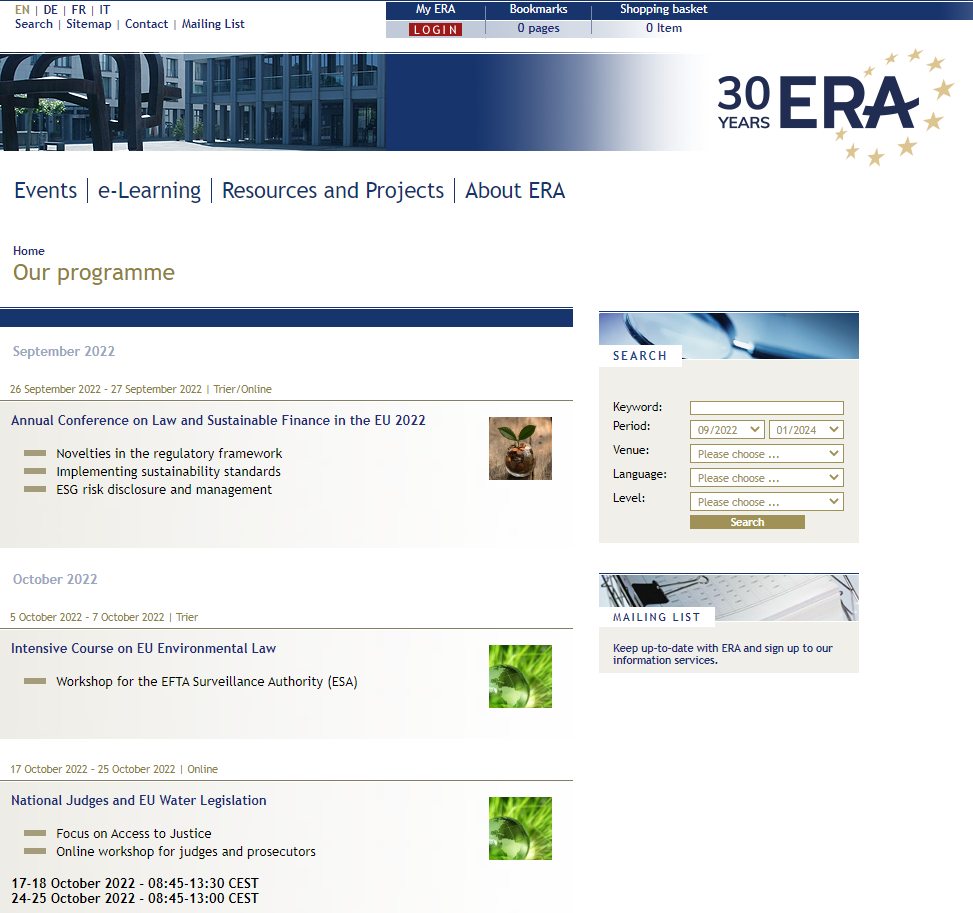 EN | DE | FR | IT
Search | Sitemap | Contact | Mailing List
My ERA
LOGIN
Bookmarks
0 pages
Shopping basket
0 Item
30 YEARS ERA
Events | e-Learning | Resources and Projects | About ERA
Home
Our programme
September 2022
26 September 2022 - 27 September 2022 | Trier/Online
Annual Conference on Law and Sustainable Finance in the EU 2022
Novelties in the regulatory framework
Implementing sustainability standards
ESG risk disclosure and management
October 2022
5 October 2022 - 7 October 2022 | Trier
Intensive Course on EU Environmental Law
Workshop for the EFTA Surveillance Authority (ESA)
17 October 2022 - 25 October 2022 | Online
National Judges and EU Water Legislation
Focus on Access to Justice
Online workshop for judges and prosecutors
17-18 October 2022 - 08:45-13:30 CEST
24-25 October 2022 - 08:45-13:00 CEST
SEARCH
Keyword:
Period: 09/2022 01/2024
Venue: Please choose ...
Language: Please choose ...
Level: Please choose ...
Search
MAILING LIST
Keep up-to-date with ERA and sign up to our
information services.